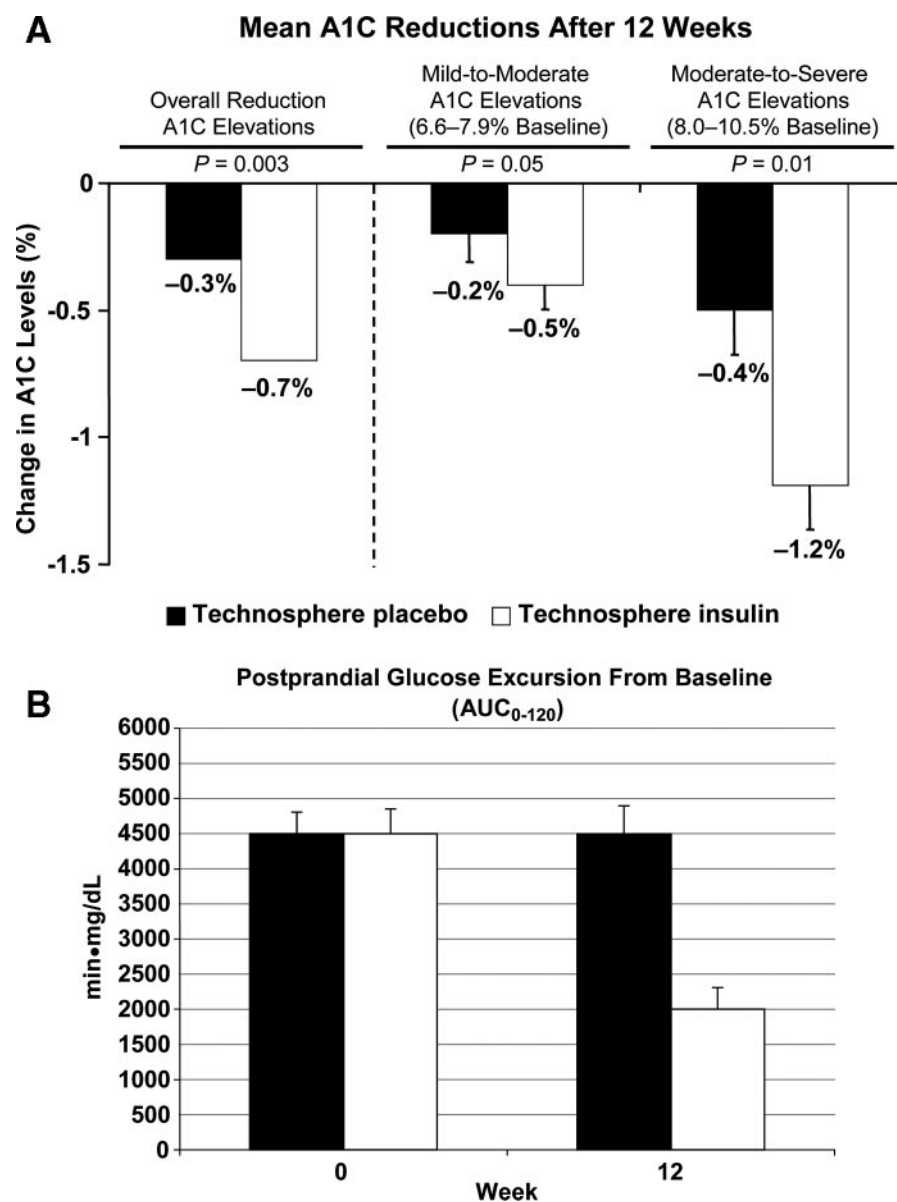 A
Mean A1C Reductions After 12 Weeks
Overall Reduction
A1C Elevations
P = 0.003
Mild-to-Moderate
A1C Elevations
(6.6–7.9% Baseline)
P = 0.05
Moderate-to-Severe
A1C Elevations
(8.0–10.5% Baseline)
P = 0.01
Change in A1C Levels (%)
0
-0.5
-1
-1.5
–0.3%
–0.7%
–0.2%
–0.5%
–0.4%
–1.2%
Technosphere placebo
Technosphere insulin
B
Postprandial Glucose Excursion From Baseline
(AUC0-120)
min•mg/dL
6000
5500
5000
4500
4000
3500
3000
2500
2000
1500
1000
500
0
0
12
Week